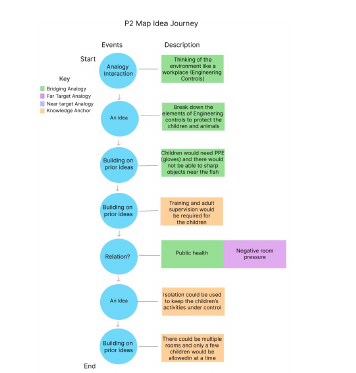 P2 Map Idea Journey
Events
Description
Start
Key
Bridging Analogy
Far Target Analogy
Near target Analogy
Knowledge Anchor
Analogy
Interaction
Thinking of the
environment like a
workplace (Engineering
Controls)
An idea
Break down the
elements of Engineering
controls to protect the
children and animals
Building on
prior ideas
Children would need PPE
(gloves) and there would
not be able to sharp
objects near the fish
Building on
prior ideas
Training and adult
supervision would
be required for
the children
Relation?
Public health
Negative room
pressure
An idea
Isolation could be used
to keep the children's
activities under control
Building on
prior ideas
There could be multiple
rooms and only a few
children would be
allowedin at a time
End